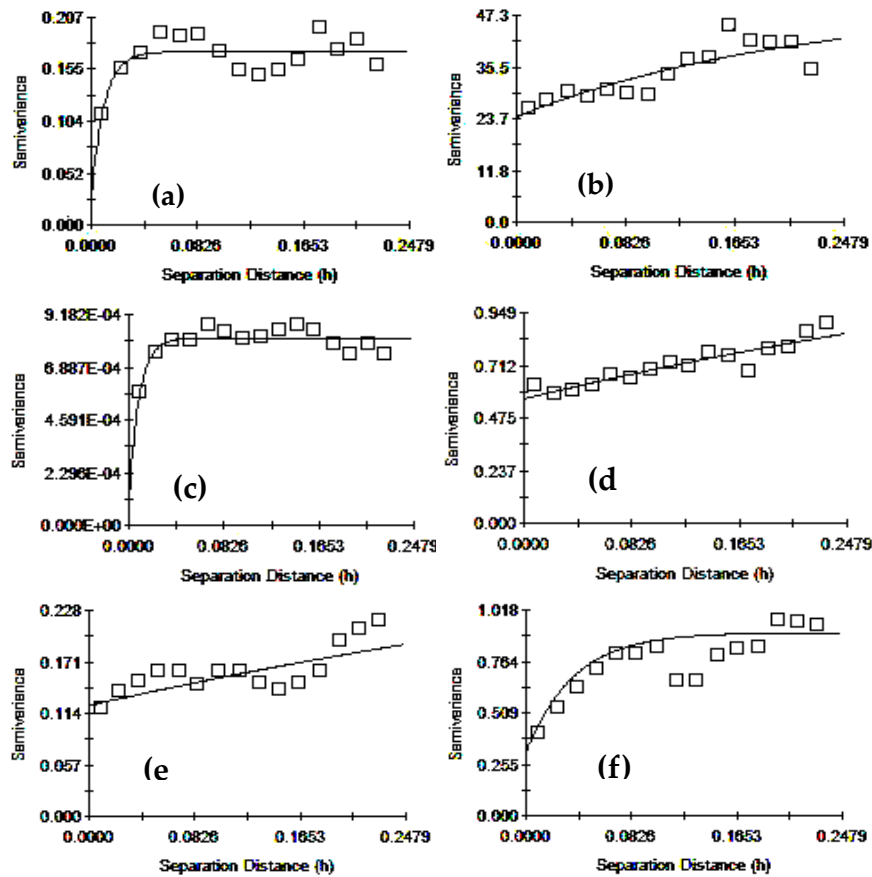 0.207
0.155
0.104
0.052
0.000
Semivariance
(a)
0.0000 0.0826 0.1653 0.2479
Separation Distance (h)
47.3
35.5
23.7
11.8
0.0
Semivariance
(b)
0.0000 0.0826 0.1653 0.2479
Separation Distance (h)
9.182E-04
6.887E-04
4.591E-04
2.296E-04
0.000E+00
Semivariance
(c)
0.0000 0.0826 0.1653 0.2479
Separation Distance (h)
0.949
0.712
0.475
0.237
0.000
Semivariance
(d
0.0000 0.0826 0.1653 0.2479
Separation Distance (h)
0.228
0.171
0.114
0.057
0.000
Semivariance
(e
0.0000 0.0826 0.1653 0.2479
Separation Distance (h)
1.018
0.764
0.509
0.255
0.000
Semivariance
(f)
0.0000 0.0826 0.1653 0.2479
Separation Distance (h)